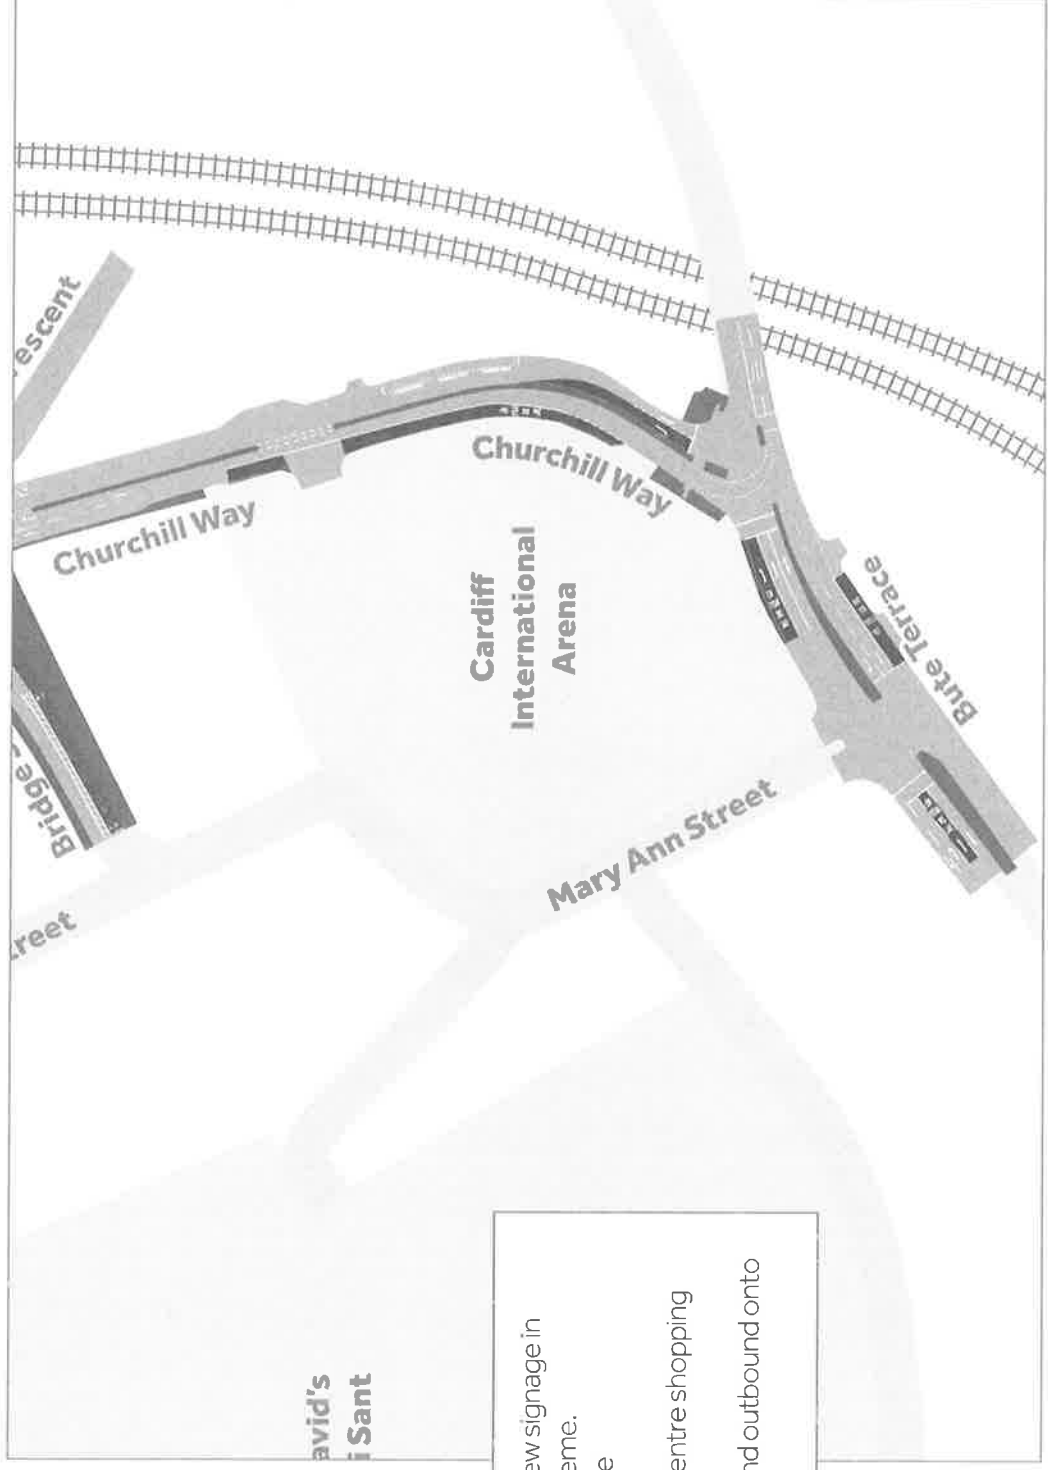 escent
Churchill Way
Churchill Way
Cardiff
International
Arena
Bute Terrace
Bridge
Mary Ann Street
reet
avid's
i Sant
ew signage in
eme.
e
entre shopping
nd outbound onto